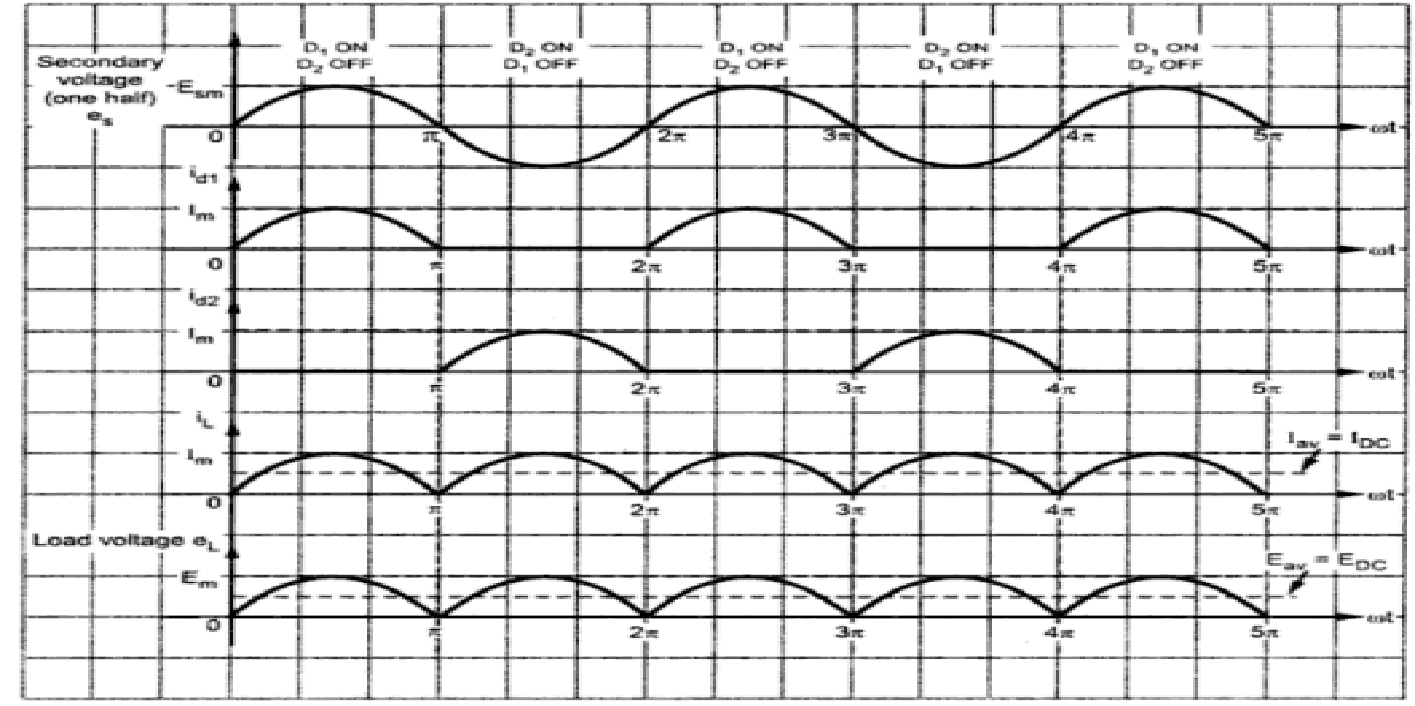 D₁ ON D₂ ON D₁ ON D₂ ON D₁ ON
D₂ OFF D₁ OFF D₂ OFF D₁ OFF D₂ OFF
Secondary
voltage
(one half)
eₛ
Eₛₘ
0 π 2π 3π 4π 5π ωt
i_d1
Iₘ
0 π 2π 3π 4π 5π ωt
i_d2
Iₘ
0 π 2π 3π 4π 5π ωt
i_L
Iₘ
I_av = I_DC
0 π 2π 3π 4π 5π ωt
Load voltage e_L
Eₘ
E_av = E_DC
0 π 2π 3π 4π 5π ωt